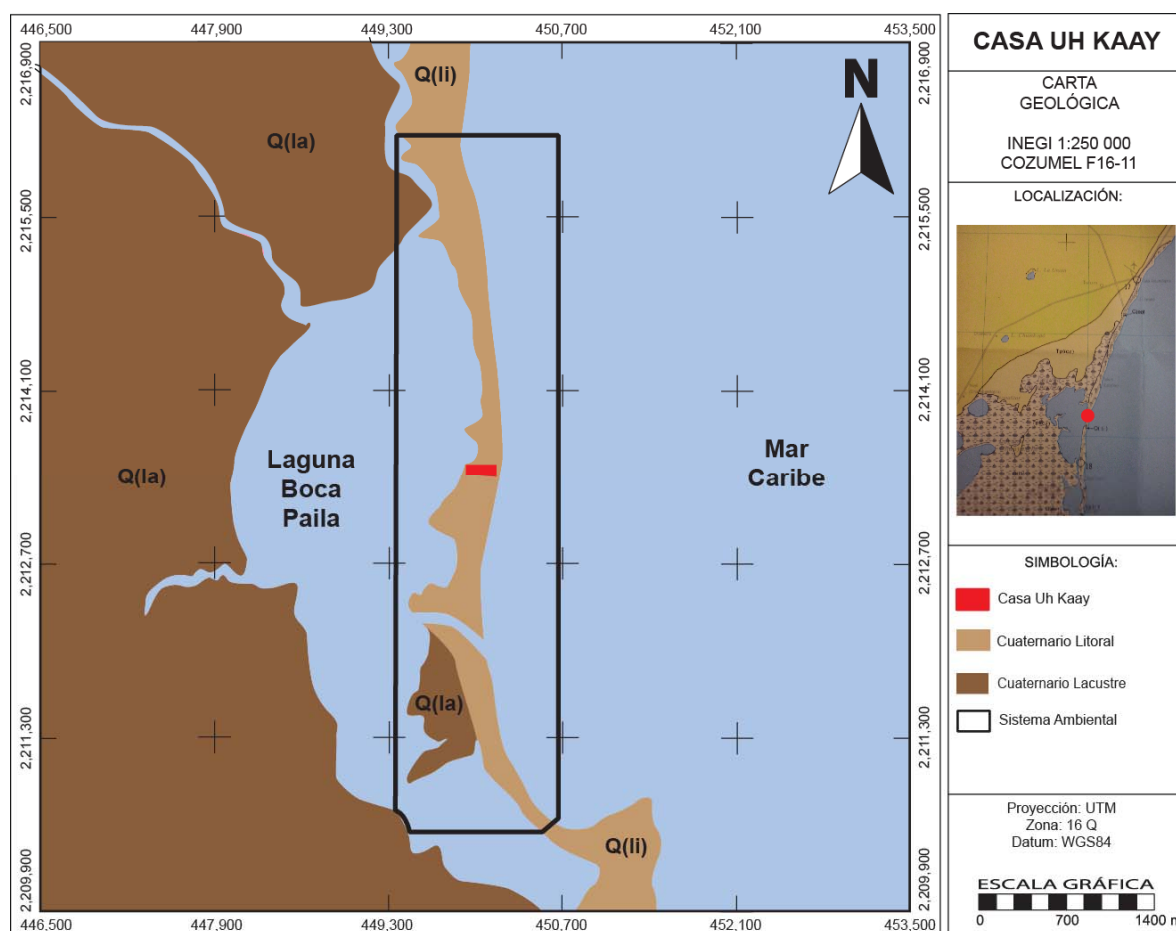 446,500
447,900
449,300
450,700
452,100
453,500
2,216,900
2,215,500
2,214,100
2,212,700
2,211,300
2,209,900
Q(li)
Q(la)
N
Q(la)
Laguna
Boca
Paila
Mar
Caribe
Q(la)
Q(li)
2,216,900
2,215,500
2,214,100
2,212,700
2,211,300
2,209,900
446,500
447,900
449,300
450,700
452,100
453,500
CASA UH KAAY
CARTA
GEOLÓGICA
INEGI 1:250 000
COZUMEL F16-11
LOCALIZACIÓN:
SIMBOLOGÍA:
Casa Uh Kaay
Cuaternario Litoral
Cuaternario Lacustre
Sistema Ambiental
Proyección: UTM
Zona: 16 Q
Datum: WGS84
ESCALA GRÁFICA
0 700 1400 m